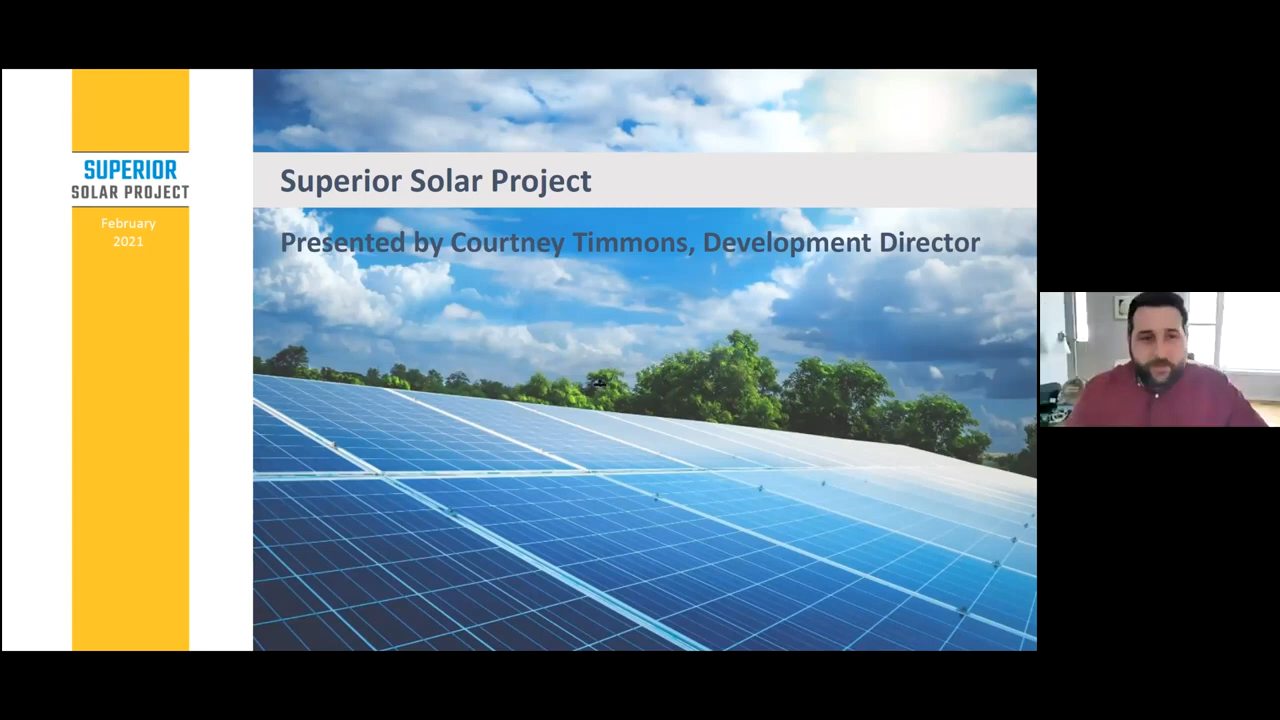 SUPERIOR
SOLAR PROJECT
February
2021
Superior Solar Project
Presented by Courtney Timmons, Development Director